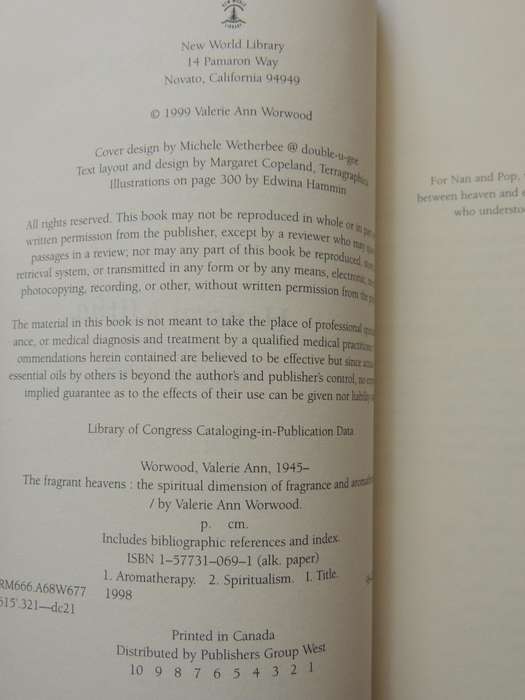 NEW WORLD
LIBRARY
New World Library
14 Pamaron Way
Novato, California 94949
© 1999 Valerie Ann Worwood
Cover design by Michele Wetherbee @ double-u-gee
Text layout and design by Margaret Copeland, Terragraphics
Illustrations on page 300 by Edwina Hammin
All rights reserved. This book may not be reproduced in whole or in
written permission from the publisher, except by a reviewer who may
passages in a review; nor may any part of this book be reproduced,
retrieval system, or transmitted in any form or by any means, electronic,
photocopying, recording, or other, without written permission from the
The material in this book is not meant to take the place of professional
ance, or medical diagnosis and treatment by a qualified medical practitioner
ommendations herein contained are believed to be effective but since
essential oils by others is beyond the author's and publisher's control, no
implied guarantee as to the effects of their use can be given nor liability
Library of Congress Cataloging-in-Publication Data
Worwood, Valerie Ann, 1945–
The fragrant heavens : the spiritual dimension of fragrance and
/ by Valerie Ann Worwood.
p. cm.
Includes bibliographic references and index.
ISBN 1–57731–069–1 (alk. paper)
1. Aromatherapy. 2. Spiritualism. I. Title.
RM666.A68W677 1998
615'.321—dc21
Printed in Canada
Distributed by Publishers Group West
10 9 8 7 6 5 4 3 2 1
For Nan and Pop,
between heaven and
who understo